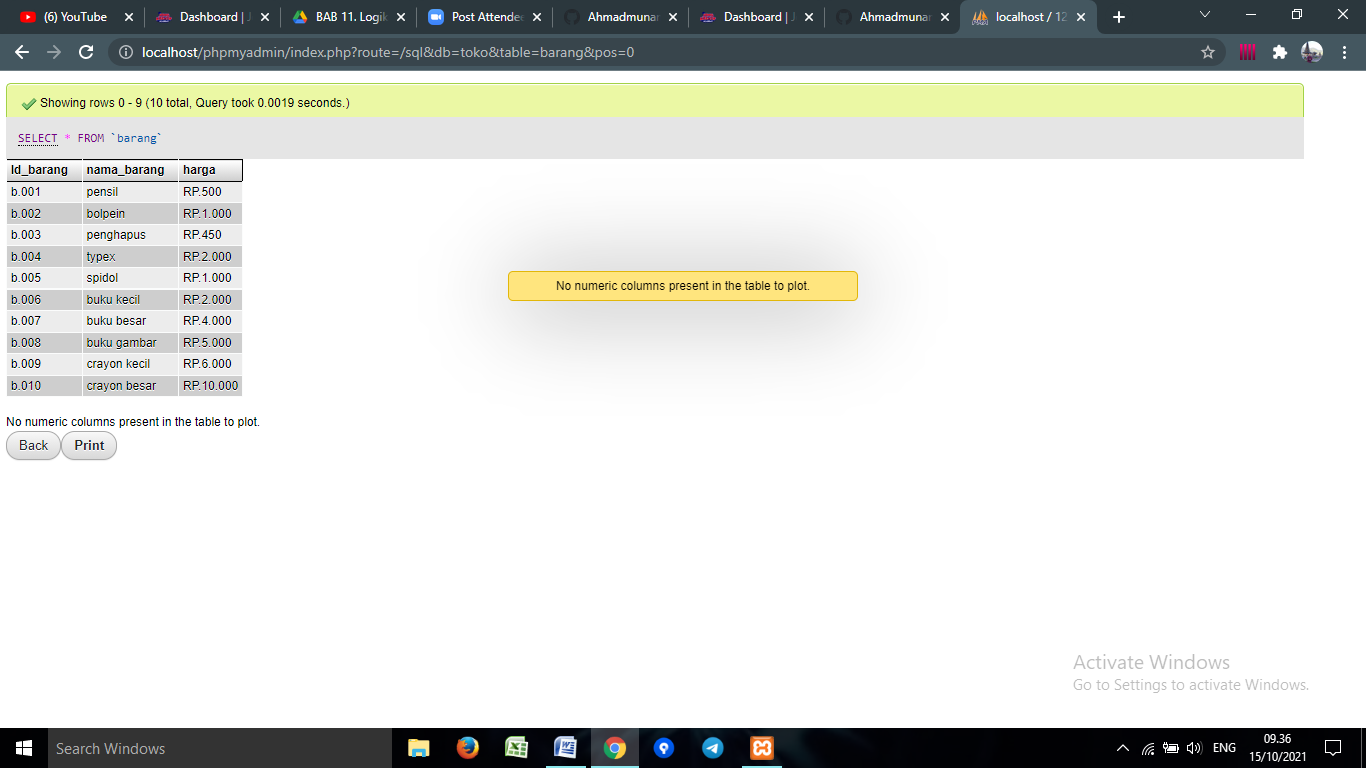 (6) YouTube
Dashboard | J
BAB 11. Logik
Post Attendee
Ahmadmunar
Dashboard | J
Ahmadmunar
localhost / 12
localhost/phpmyadmin/index.php?route=/sql&db=toko&table=barang&pos=0
Showing rows 0 - 9 (10 total, Query took 0.0019 seconds.)
SELECT * FROM `barang`
Id_barang nama_barang harga
b.001 pensil RP.500
b.002 bolpein RP.1.000
b.003 penghapus RP.450
b.004 typex RP.2.000
b.005 spidol RP.1.000
b.006 buku kecil RP.2.000
b.007 buku besar RP.4.000
b.008 buku gambar RP.5.000
b.009 crayon kecil RP.6.000
b.010 crayon besar RP.10.000
No numeric columns present in the table to plot.
No numeric columns present in the table to plot.
Back Print
Activate Windows
Go to Settings to activate Windows.
Search Windows
ENG
09.36
15/10/2021